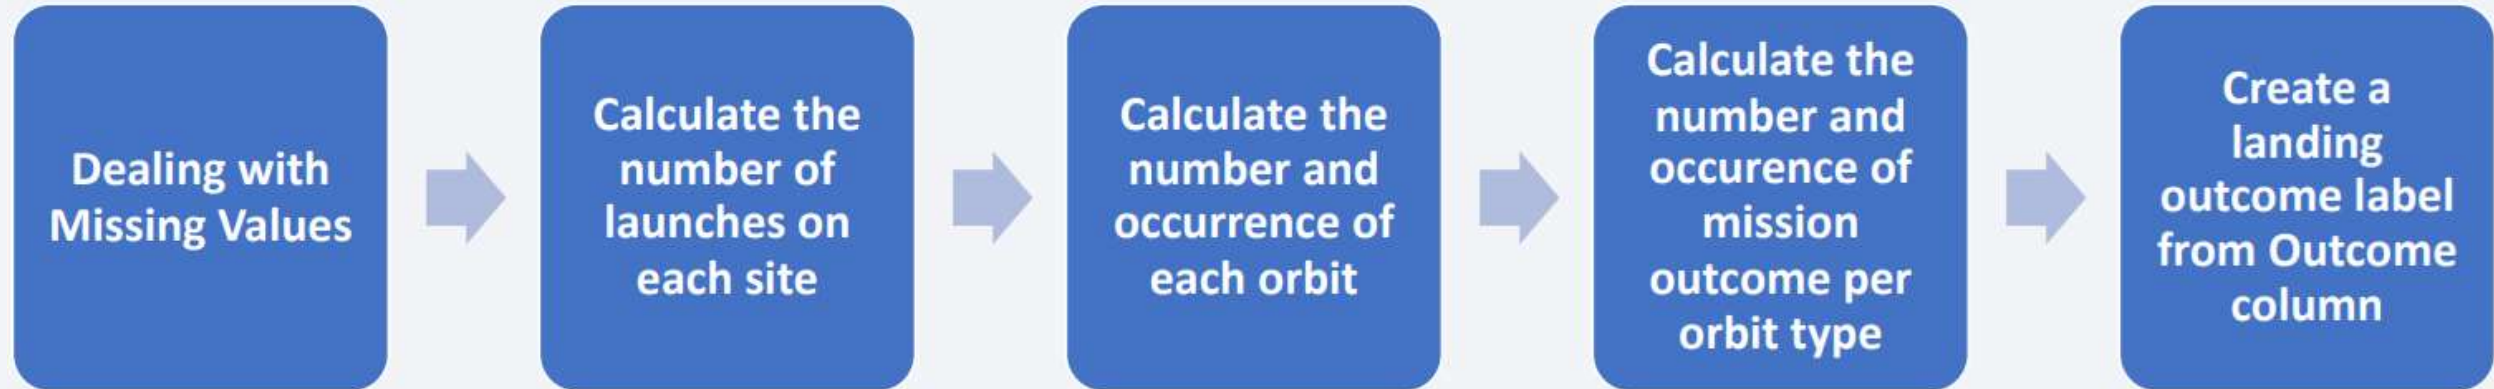 Dealing with
Missing Values
Calculate the
number of
launches on
each site
Calculate the
number and
occurrence of
each orbit
Calculate the
number and
occurence of
mission
outcome per
orbit type
Create a
landing
outcome label
from Outcome
column